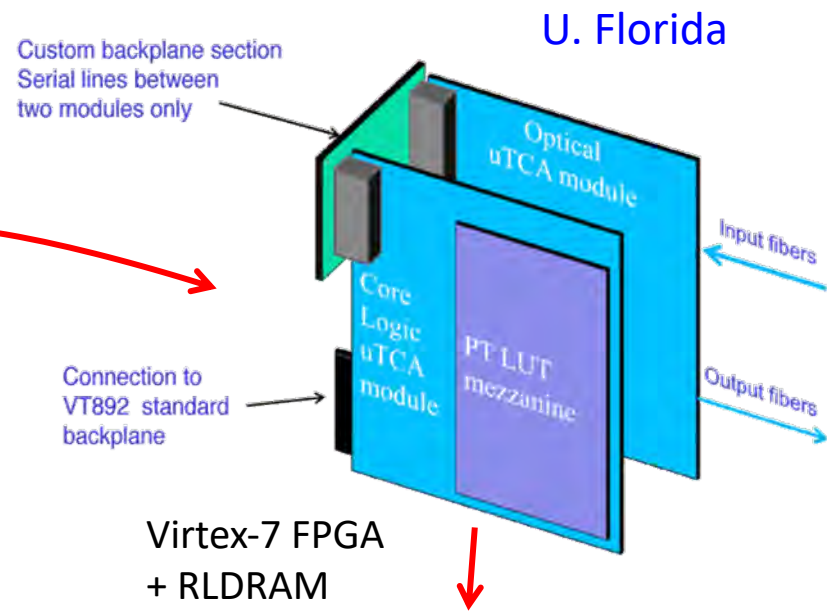 U. Florida
Custom backplane section
Serial lines between
two modules only
Optical
uTCA module
Input fibers
Core
Logic
uTCA
module
PT LUT
mezzanine
Connection to
VT892 standard
backplane
Output fibers
Virtex-7 FPGA
+ RLDRAM